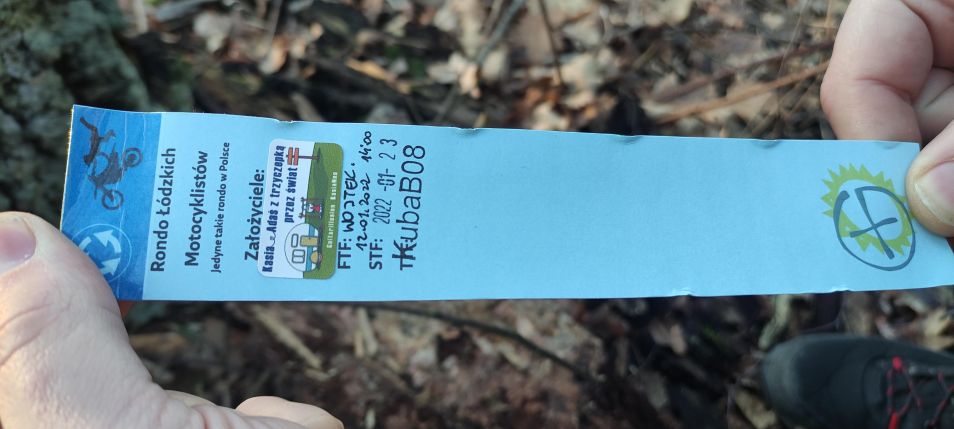 Rondo Łódzkich
Motocyklistów
Jedyne takie rondo w Polsce
Założyciele:
Kasia, Adaś z trzyczepką
przez świat
FTF: WOJTEK.
12.01.2022 14:00
STF: 2022 -01- 23
KubaB08